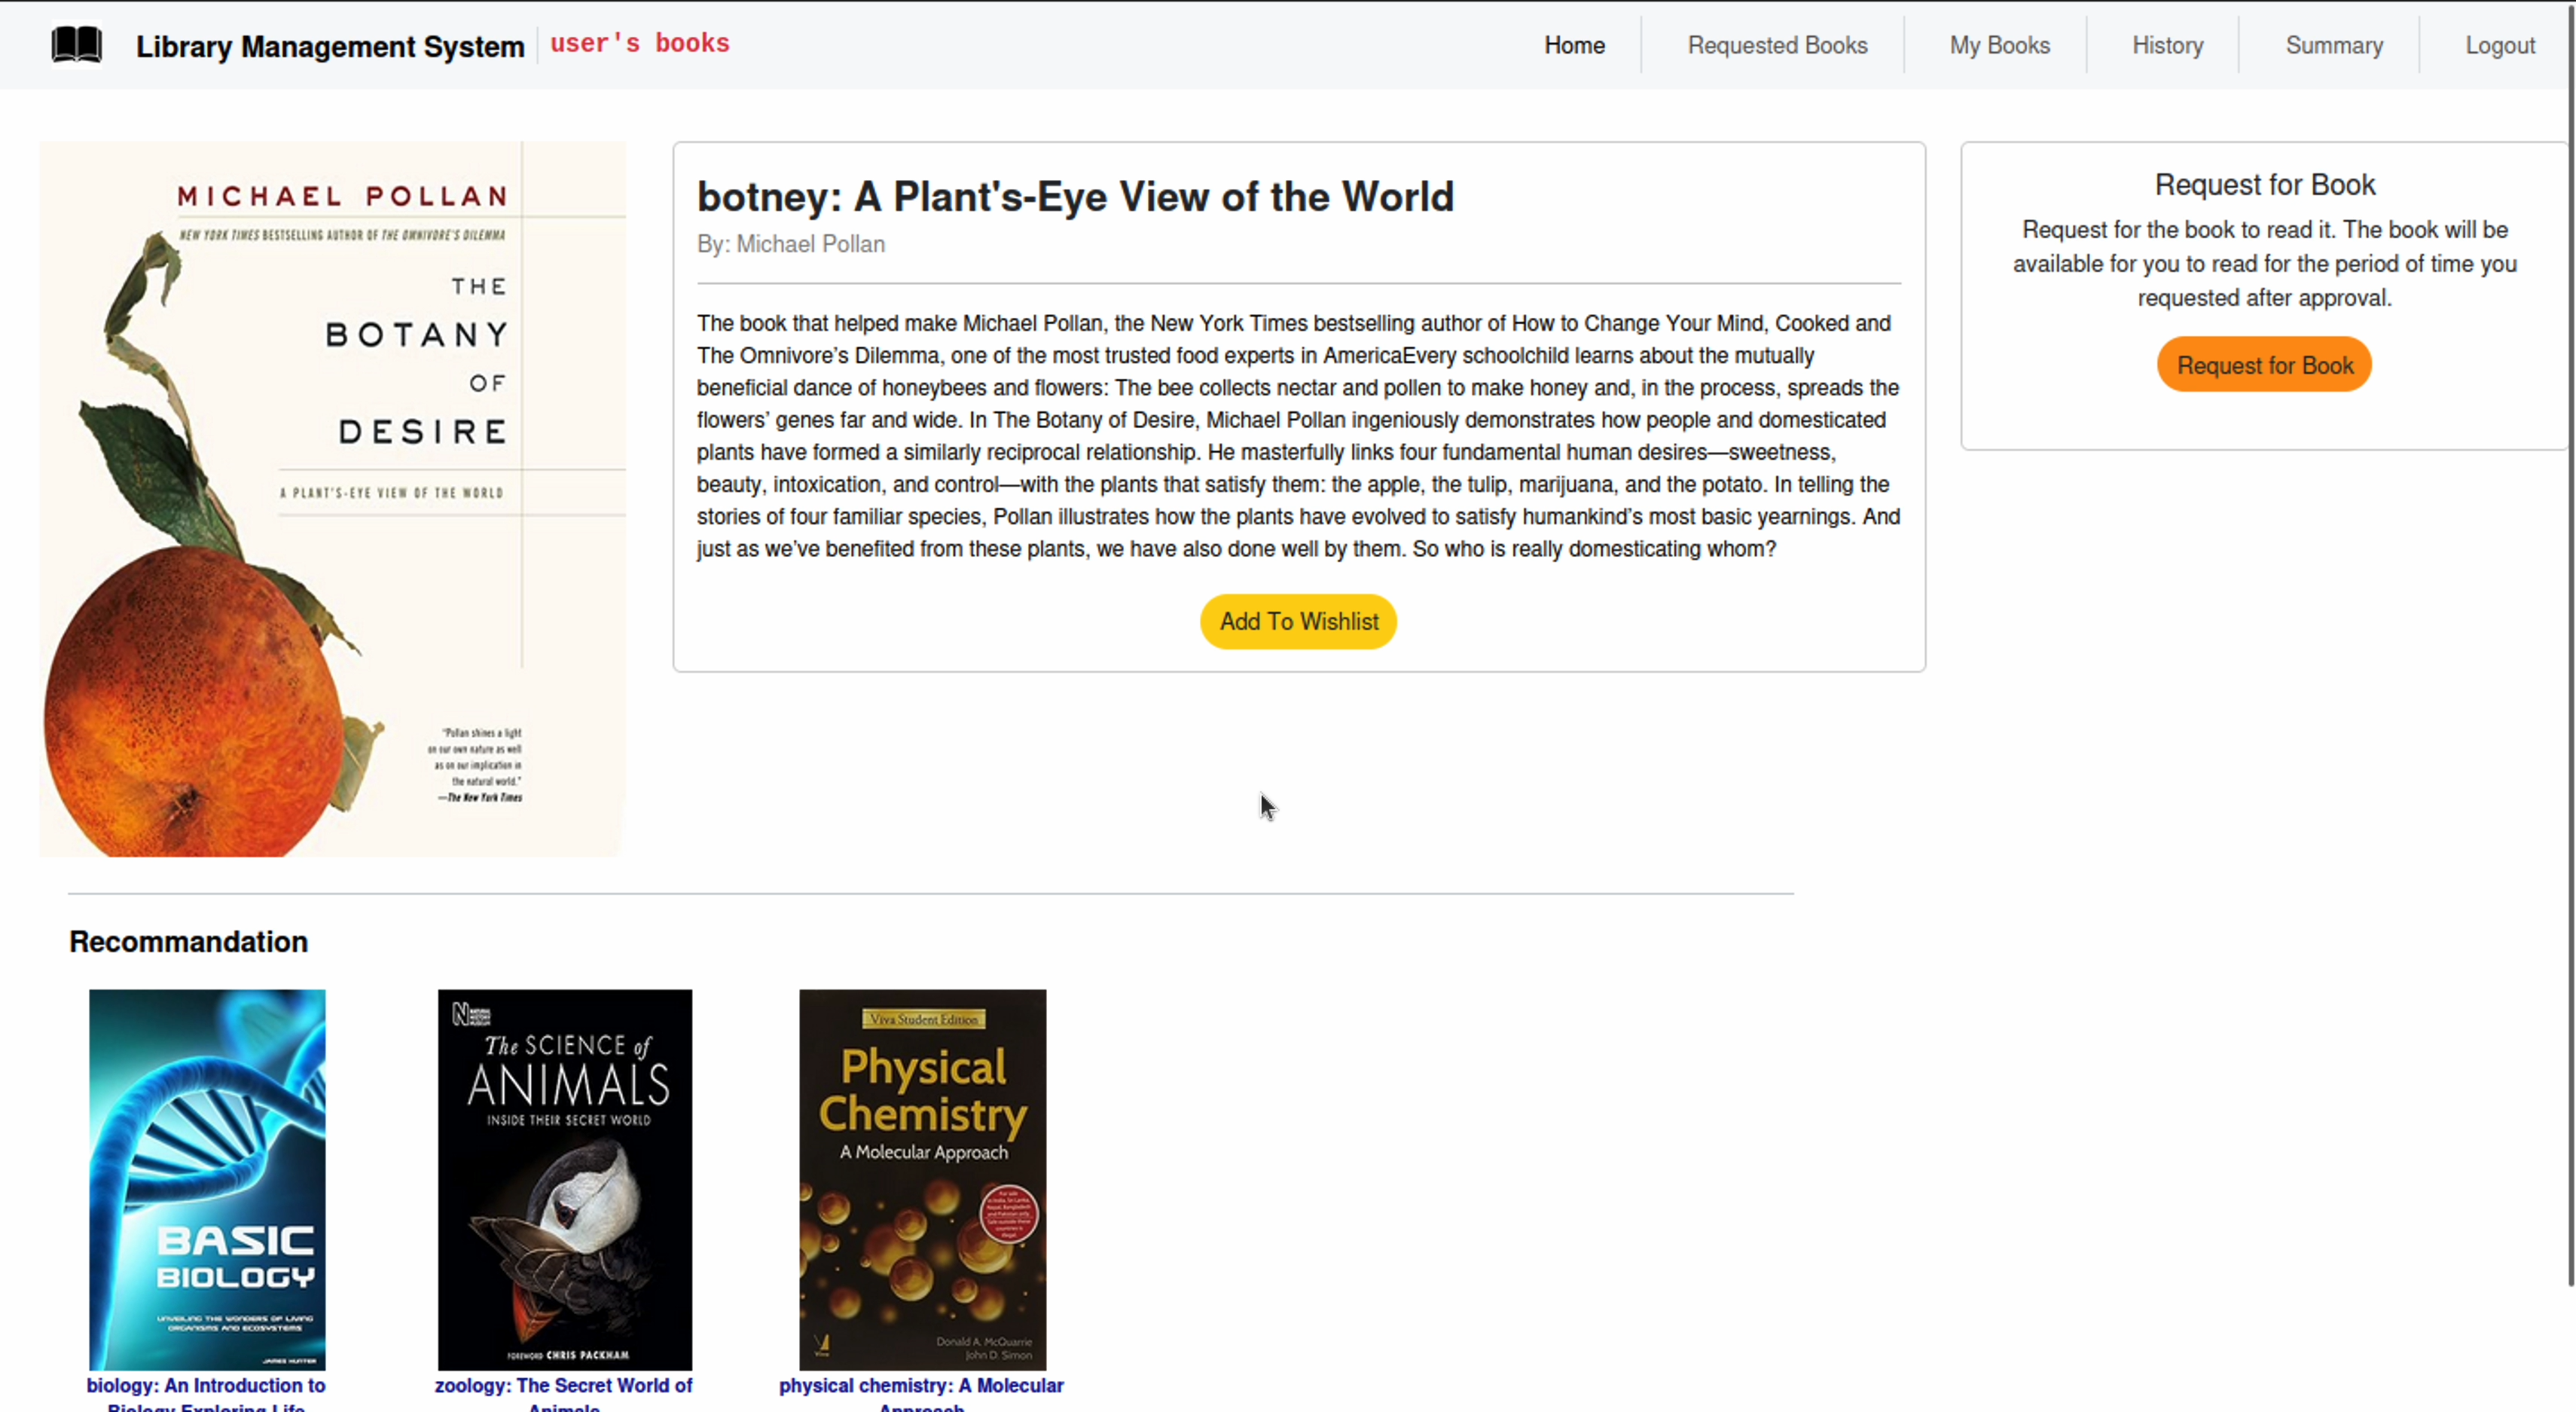 Library Management System user's books
Home
Requested Books
My Books
History
Summary
Logout
MICHAEL POLLAN
NEW YORK TIMES BESTSELLING AUTHOR OF THE OMNIVORE'S DILEMMA
THE
BOTANY
OF
DESIRE
A PLANT'S-EYE VIEW OF THE WORLD
"Pollan shines a light
on our own nature as well
as on our implication in
the natural world."
—The New York Times
botney: A Plant's-Eye View of the World
By: Michael Pollan
The book that helped make Michael Pollan, the New York Times bestselling author of How to Change Your Mind, Cooked and
The Omnivore’s Dilemma, one of the most trusted food experts in AmericaEvery schoolchild learns about the mutually
beneficial dance of honeybees and flowers: The bee collects nectar and pollen to make honey and, in the process, spreads the
flowers’ genes far and wide. In The Botany of Desire, Michael Pollan ingeniously demonstrates how people and domesticated
plants have formed a similarly reciprocal relationship. He masterfully links four fundamental human desires—sweetness,
beauty, intoxication, and control—with the plants that satisfy them: the apple, the tulip, marijuana, and the potato. In telling the
stories of four familiar species, Pollan illustrates how the plants have evolved to satisfy humankind’s most basic yearnings. And
just as we’ve benefited from these plants, we have also done well by them. So who is really domesticating whom?
Add To Wishlist
Request for Book
Request for the book to read it. The book will be
available for you to read for the period of time you
requested after approval.
Request for Book
Recommandation
BASIC
BIOLOGY
UNVEILING THE WONDERS OF LIVING
ORGANISMS AND ECOSYSTEMS
JAMES HUNTER
biology: An Introduction to
Biology Exploring Life
NATURAL
HISTORY
MUSEUM
The SCIENCE of
ANIMALS
INSIDE THEIR SECRET WORLD
FOREWORD CHRIS PACKHAM
zoology: The Secret World of
Animals
Viva Student Edition
Physical
Chemistry
A Molecular Approach
Donald A. McQuarrie
John D. Simon
Viva
physical chemistry: A Molecular
Approach